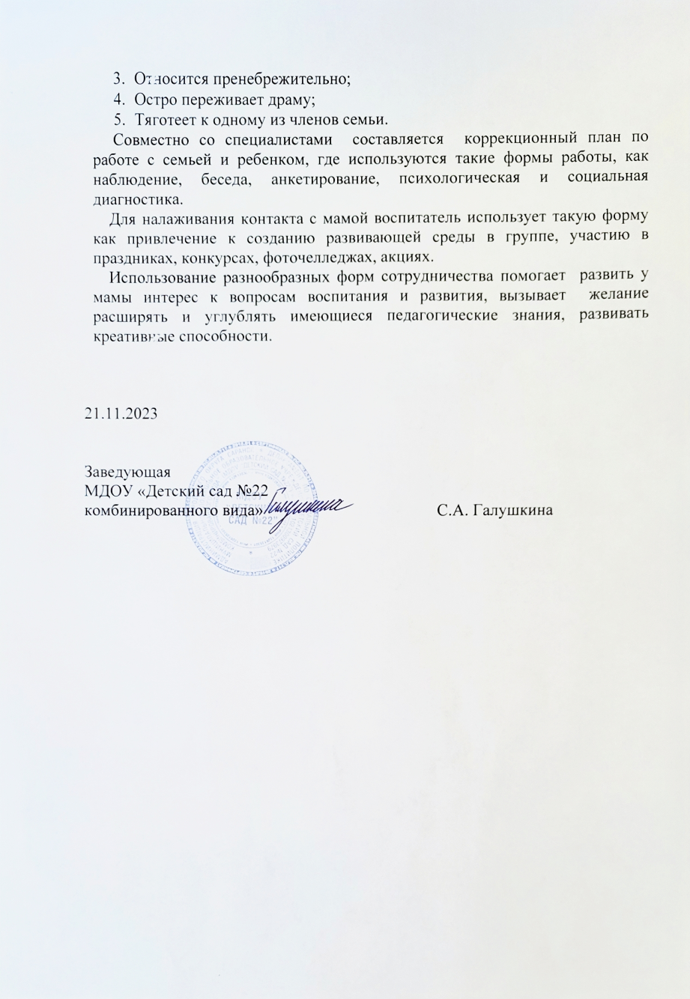 3. Относится пренебрежительно;
4. Остро переживает драму;
5. Тяготеет к одному из членов семьи.
Совместно со специалистами составляется коррекционный план по
работе с семьей и ребенком, где используются такие формы работы, как
наблюдение, беседа, анкетирование, психологическая и социальная
диагностика.
Для налаживания контакта с мамой воспитатель использует такую форму
как привлечение к созданию развивающей среды в группе, участию в
праздниках, конкурсах, фоточелледжах, акциях.
Использование разнообразных форм сотрудничества помогает развить у
мамы интерес к вопросам воспитания и развития, вызывает желание
расширять и углублять имеющиеся педагогические знания, развивать
креативные способности.
21.11.2023
Заведующая
МДОУ «Детский сад №22
комбинированного вида»
С.А. Галушкина
САД №22"